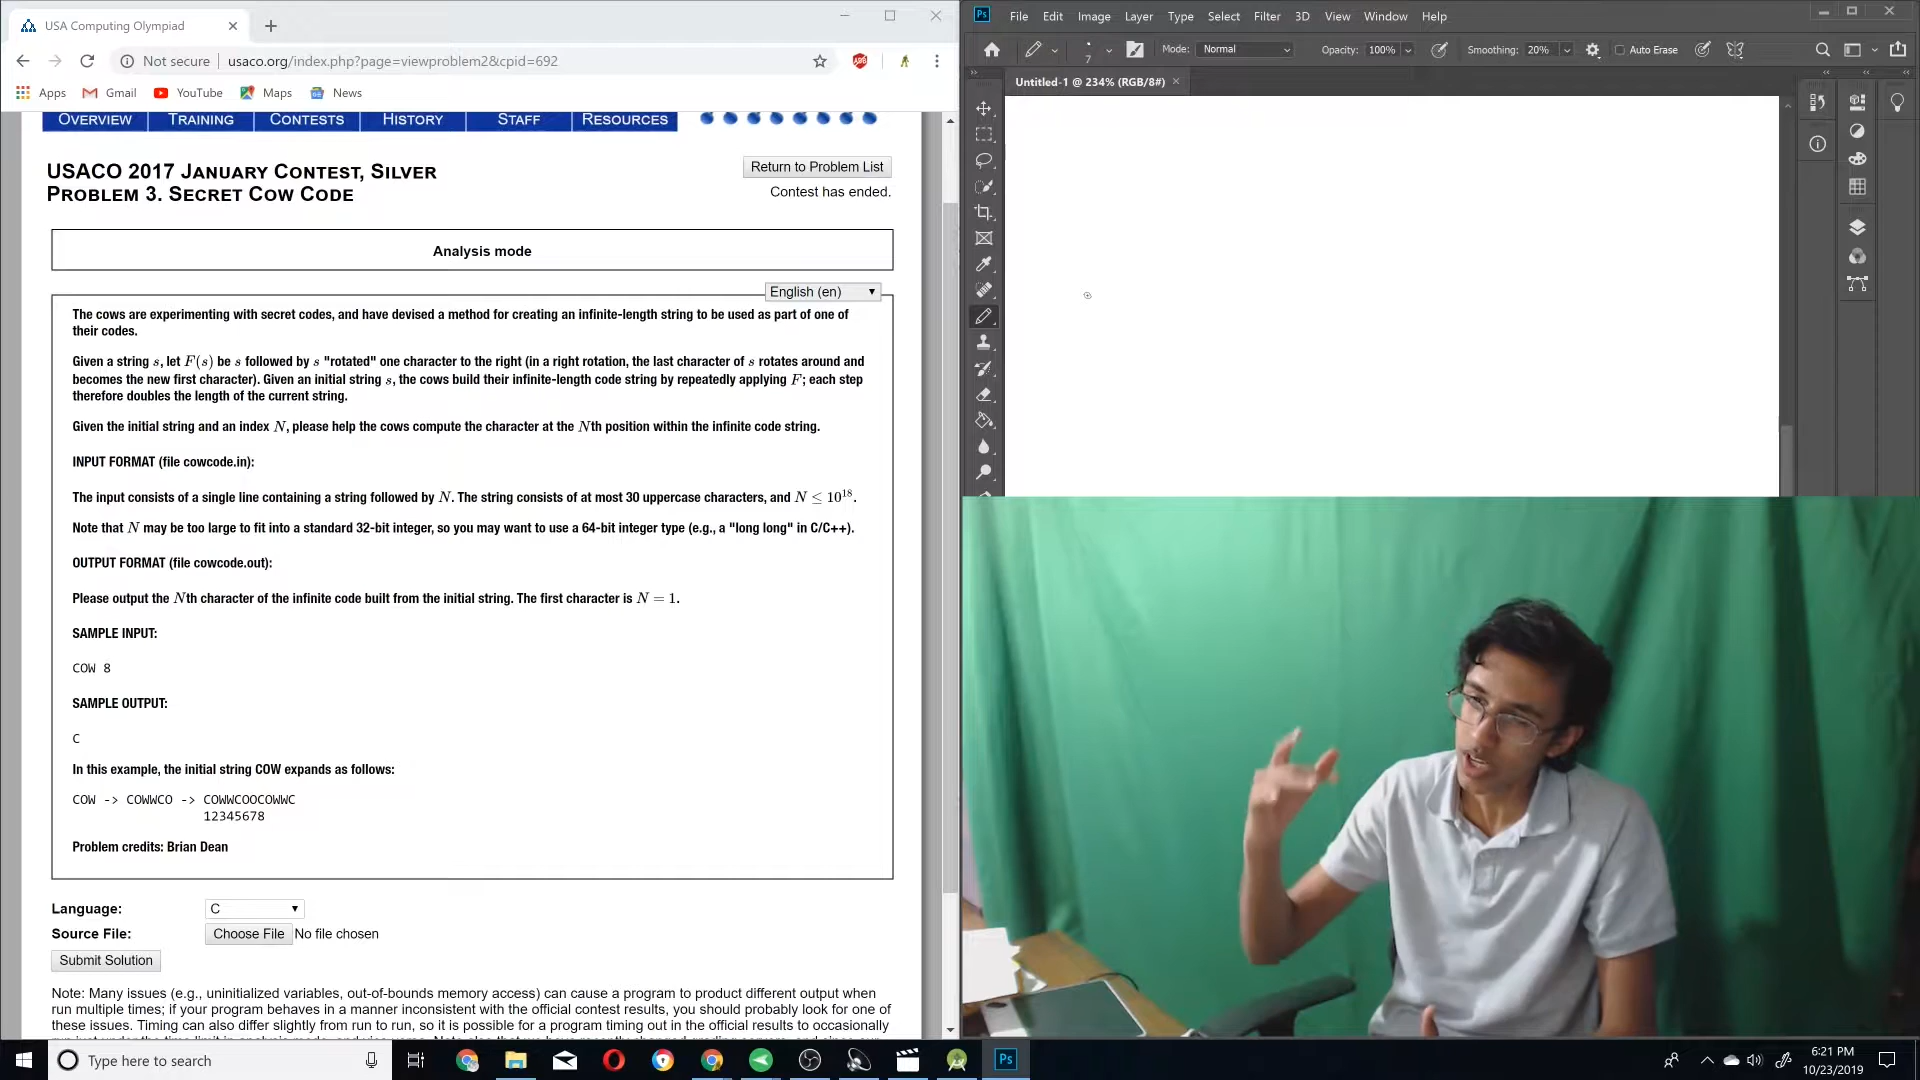 USA Computing Olympiad
Not secure | usaco.org/index.php?page=viewproblem2&cpid=692
Apps Gmail YouTube Maps News
OVERVIEW TRAINING CONTESTS HISTORY STAFF RESOURCES
USACO 2017 JANUARY CONTEST, SILVER
PROBLEM 3. SECRET COW CODE
Return to Problem List
Contest has ended.
Analysis mode
English (en)
The cows are experimenting with secret codes, and have devised a method for creating an infinite-length string to be used as part of one of
their codes.
Given a string s, let F(s) be s followed by s "rotated" one character to the right (in a right rotation, the last character of s rotates around and
becomes the new first character). Given an initial string s, the cows build their infinite-length code string by repeatedly applying F; each step
therefore doubles the length of the current string.
Given the initial string and an index N, please help the cows compute the character at the Nth position within the infinite code string.
INPUT FORMAT (file cowcode.in):
The input consists of a single line containing a string followed by N. The string consists of at most 30 uppercase characters, and N ≤ 10^18.
Note that N may be too large to fit into a standard 32-bit integer, so you may want to use a 64-bit integer type (e.g., a "long long" in C/C++).
OUTPUT FORMAT (file cowcode.out):
Please output the Nth character of the infinite code built from the initial string. The first character is N = 1.
SAMPLE INPUT:
COW 8
SAMPLE OUTPUT:
C
In this example, the initial string COW expands as follows:
COW -> COWWCO -> COWWCOOCOWWC
12345678
Problem credits: Brian Dean
Language: C
Source File: Choose File No file chosen
Submit Solution
Note: Many issues (e.g., uninitialized variables, out-of-bounds memory access) can cause a program to product different output when
run multiple times; if your program behaves in a manner inconsistent with the official contest results, you should probably look for one of
these issues. Timing can also differ slightly from run to run, so it is possible for a program timing out in the official results to occasionally
Ps File Edit Image Layer Type Select Filter 3D View Window Help
7 Mode: Normal Opacity: 100% Smoothing: 20% Auto Erase
Untitled-1 @ 234% (RGB/8#)
Type here to search
Ps
6:21 PM
10/23/2019